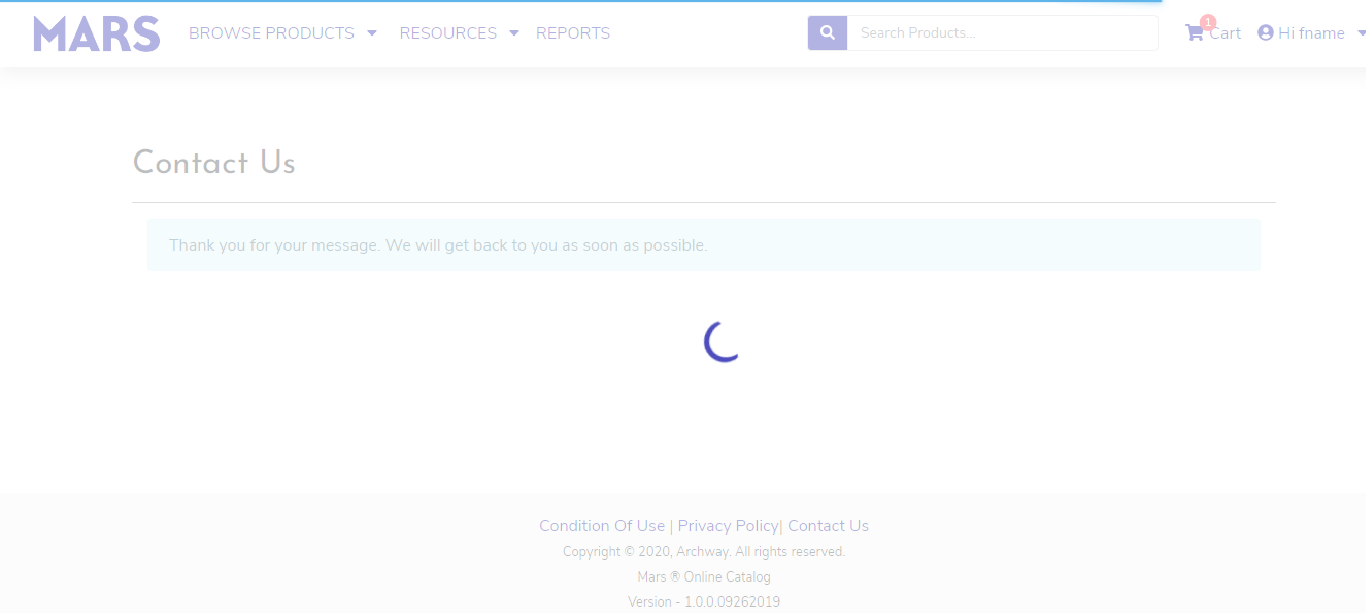 MARS BROWSE PRODUCTS RESOURCES REPORTS Search Products... 1 Cart Hi fname
Contact Us
Thank you for your message. We will get back to you as soon as possible.
Condition Of Use | Privacy Policy| Contact Us
Copyright © 2020, Archway. All rights reserved.
Mars ® Online Catalog
Version - 1.0.0.09262019